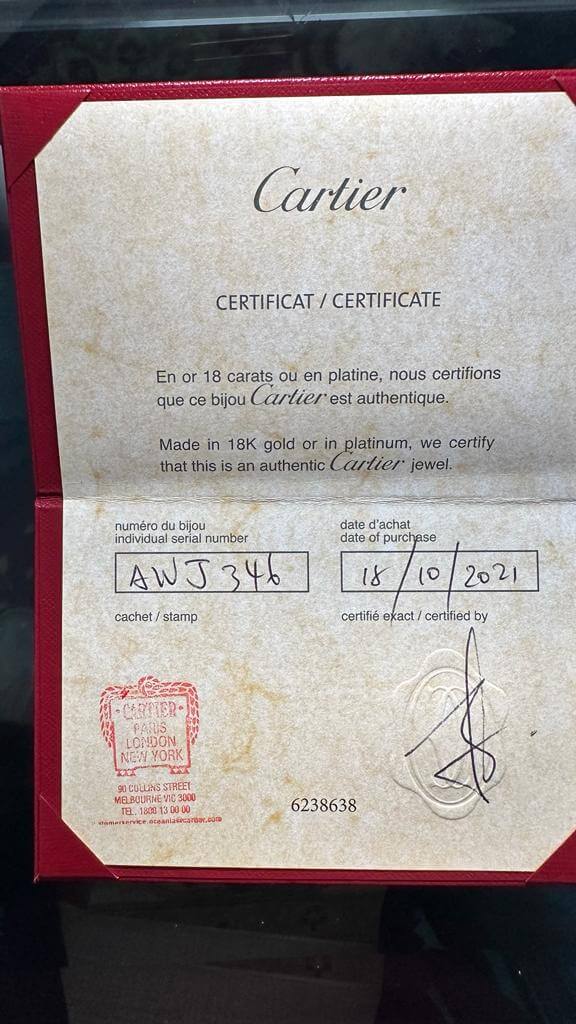 Cartier
CERTIFICAT / CERTIFICATE
En or 18 carats ou en platine, nous certifions
que ce bijou Cartier est authentique.
Made in 18K gold or in platinum, we certify
that this is an authentic Cartier jewel.
numéro du bijou
individual serial number
AWJ346
date d'achat
date of purchase
18/10/2021
cachet / stamp
certifié exact / certified by
CARTIER
PARIS
LONDON
NEW YORK
90 COLLINS STREET
MELBOURNE VIC 3000
TEL. 1800 13 00 00
6238638